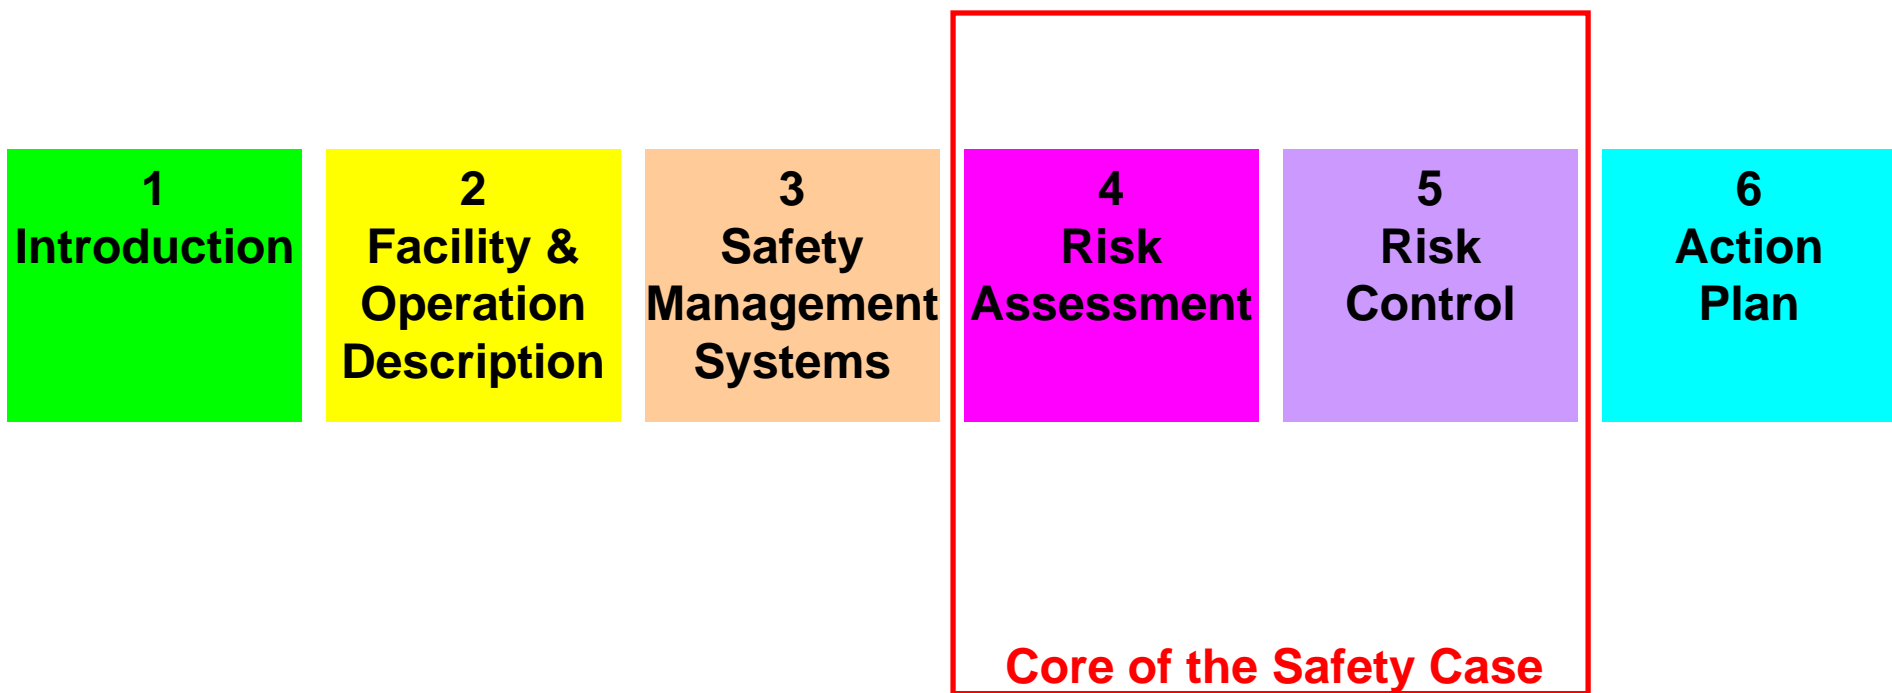 1
Introduction
2
Facility &
Operation
Description
3
Safety
Management
Systems
4
Risk
Assessment
5
Risk
Control
6
Action
Plan
Core of the Safety Case